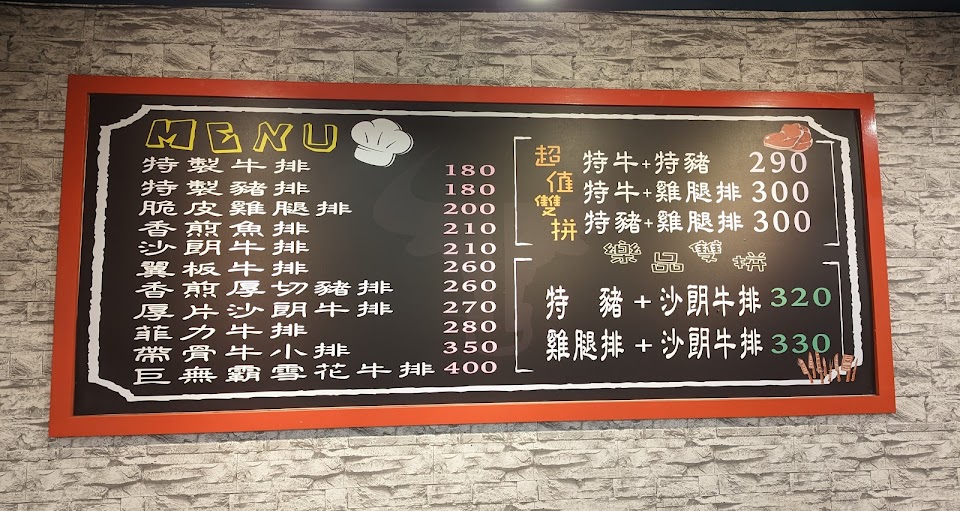 MENU
特製牛排 180
特製豬排 180
脆皮雞腿排 200
香煎魚排 210
沙朗牛排 210
翼板牛排 260
香煎厚切豬排 260
厚片沙朗牛排 270
菲力牛排 280
帶骨牛小排 350
巨無霸雪花牛排 400
超值雙拼
特牛+特豬 290
特牛+雞腿排 300
特豬+雞腿排 300
樂品雙拼
特 豬+沙朗牛排 320
雞腿排+沙朗牛排 330